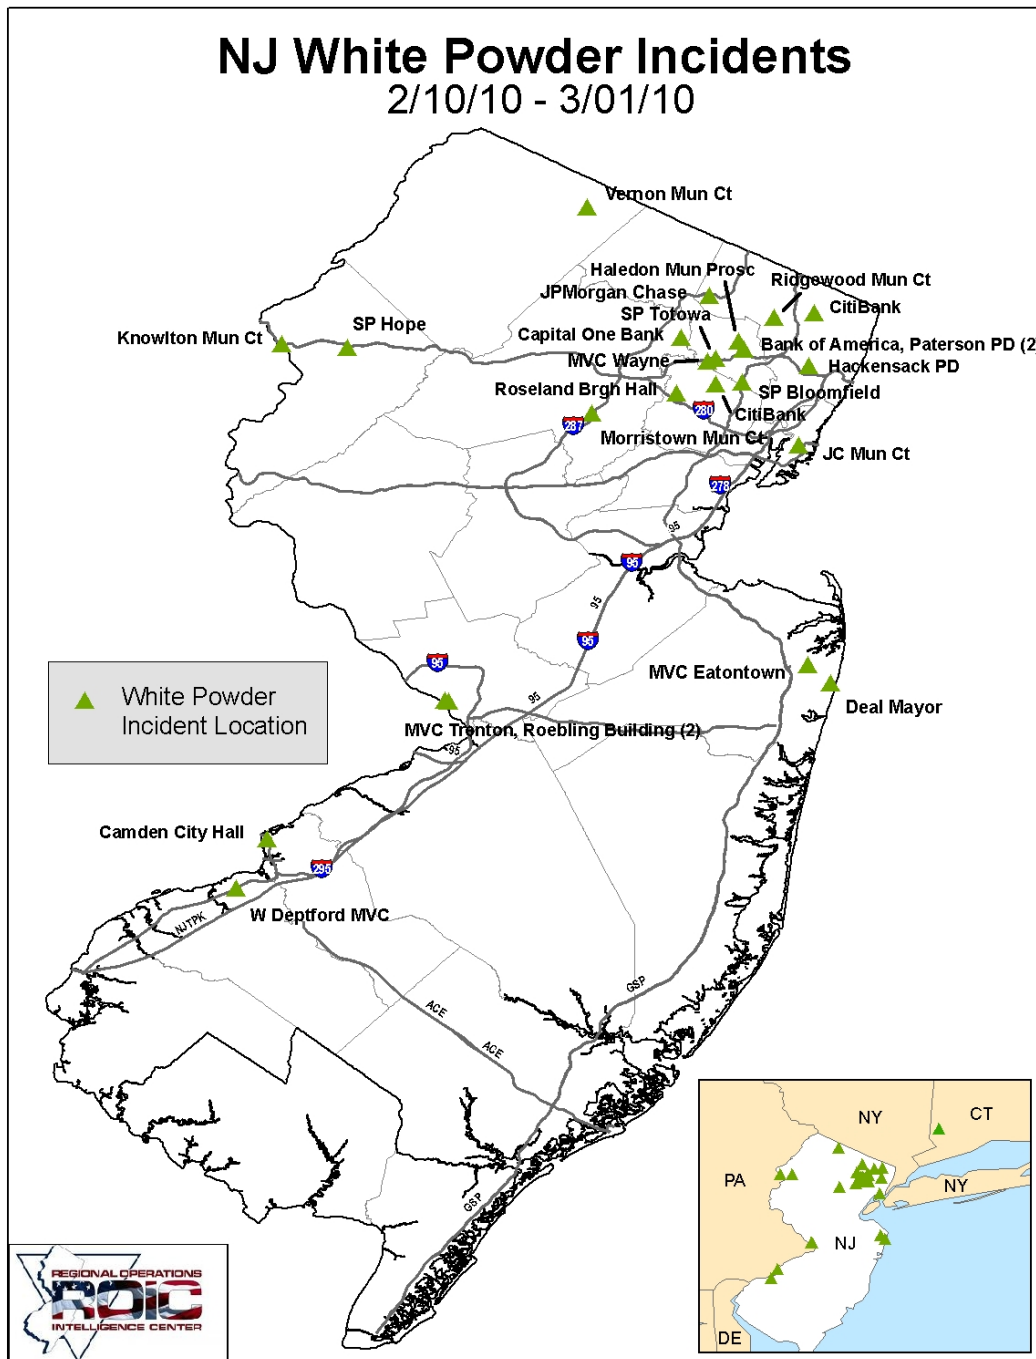 NJ White Powder Incidents
2/10/10 - 3/01/10
Vernon Mun Ct
Haledon Mun Prosc
Ridgewood Mun Ct
JPMorgan Chase
CitiBank
SP Totowa
SP Hope
Capital One Bank
Knowlton Mun Ct
Bank of America, Paterson PD (2
MVC Wayne
Hackensack PD
Roseland Brgh Hall
SP Bloomfield
280
CitiBank
287
Morristown Mun Ct
JC Mun Ct
278
95
95
95
95
95
MVC Eatontown
95
Deal Mayor
MVC Trenton, Roebling Building (2)
95
White Powder
Incident Location
Camden City Hall
295
W Deptford MVC
NJTPK
GSP
ACE
ACE
GSP
NY
CT
PA
NY
NJ
DE
REGIONAL OPERATIONS
ROIC
INTELLIGENCE CENTER